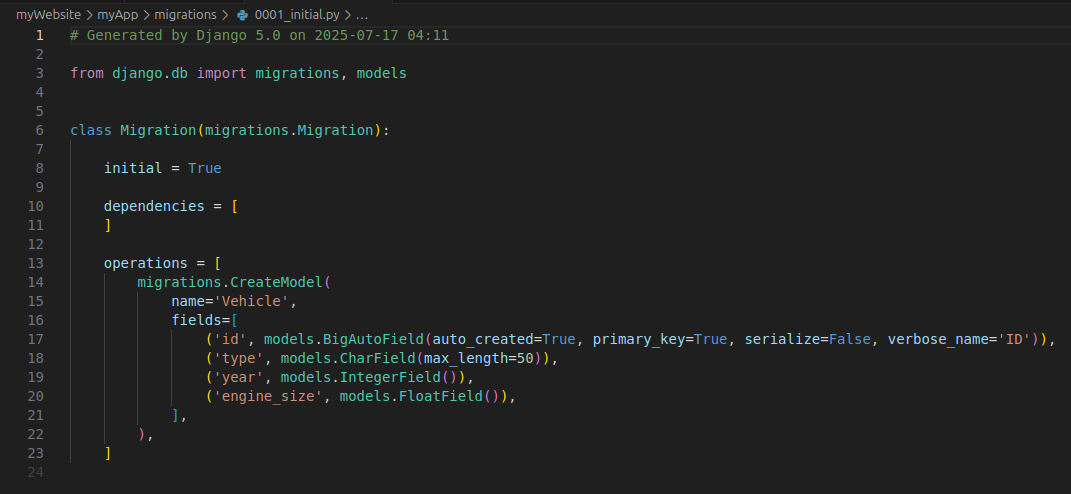 myWebsite > myApp > migrations > 0001_initial.py > ...
1 # Generated by Django 5.0 on 2025-07-17 04:11
2
3 from django.db import migrations, models
4
5
6 class Migration(migrations.Migration):
7
8     initial = True
9
10     dependencies = [
11     ]
12
13     operations = [
14         migrations.CreateModel(
15             name='Vehicle',
16             fields=[
17                 ('id', models.BigAutoField(auto_created=True, primary_key=True, serialize=False, verbose_name='ID')),
18                 ('type', models.CharField(max_length=50)),
19                 ('year', models.IntegerField()),
20                 ('engine_size', models.FloatField()),
21             ],
22         ),
23     ]
24